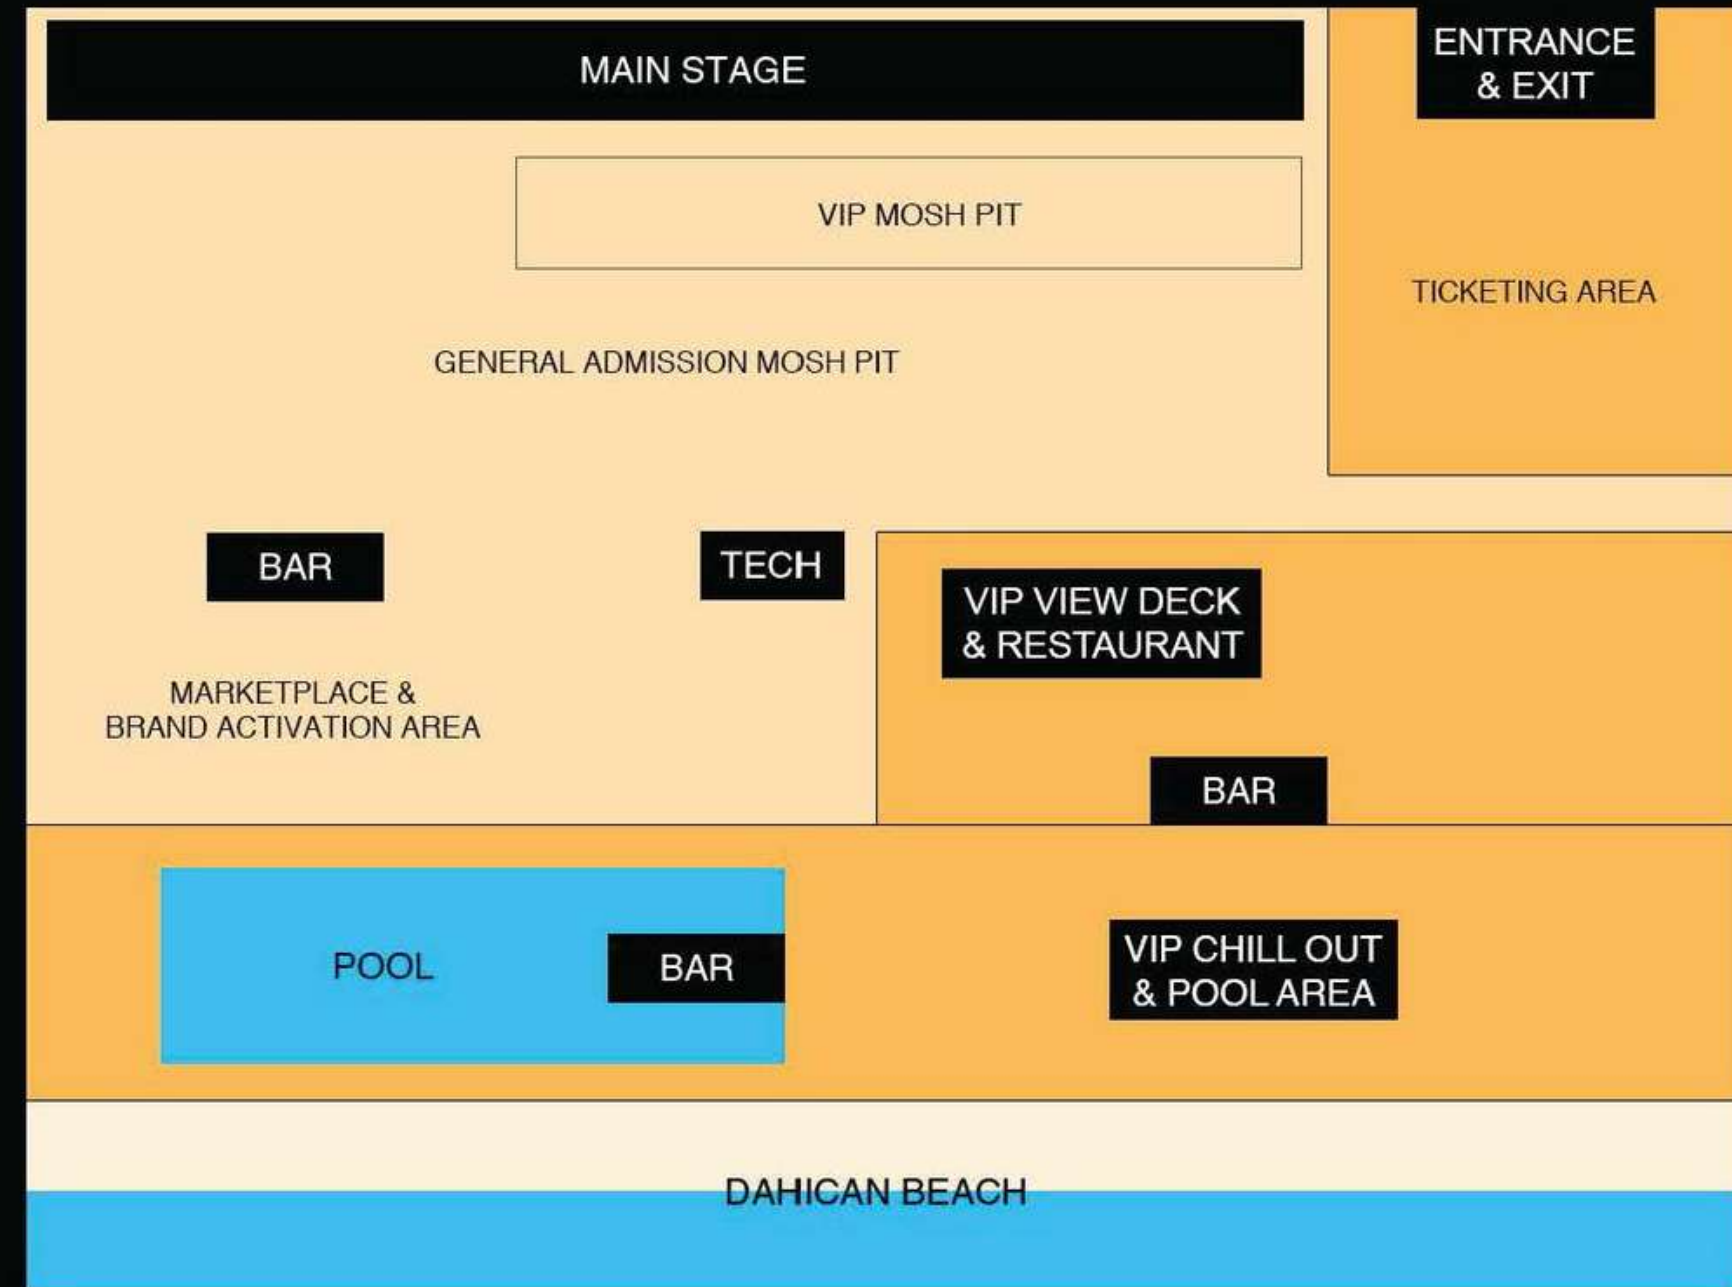 MAIN STAGE
ENTRANCE
& EXIT
VIP MOSH PIT
TICKETING AREA
GENERAL ADMISSION MOSH PIT
BAR
TECH
VIP VIEW DECK
& RESTAURANT
MARKETPLACE &
BRAND ACTIVATION AREA
BAR
POOL
BAR
VIP CHILL OUT
& POOL AREA
DAHICAN BEACH